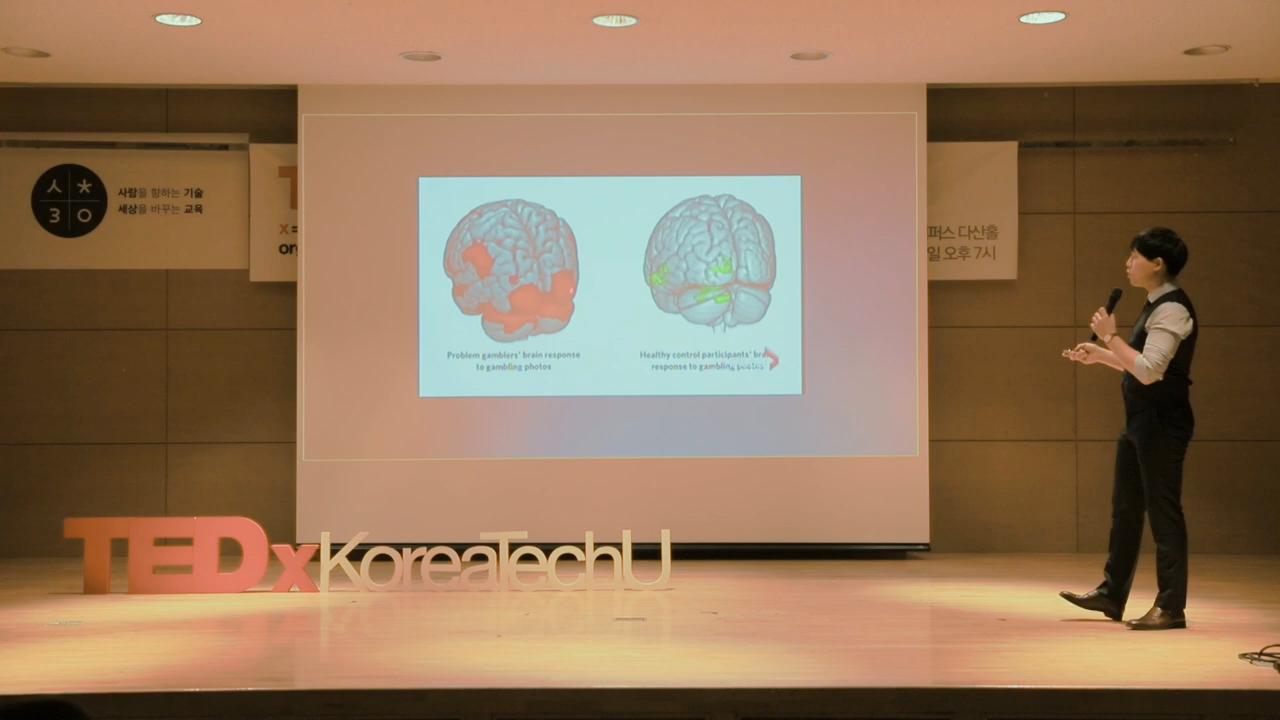 사람을 향하는 기술
세상을 바꾸는 교육
ㅅ ㅊ
3 ㅇ
T
x =
org
퍼스 다산홀
일 오후 7시
Problem gamblers' brain response
to gambling photos
Healthy control participants' bra
response to gambling photos
TEDxKoreaTechU